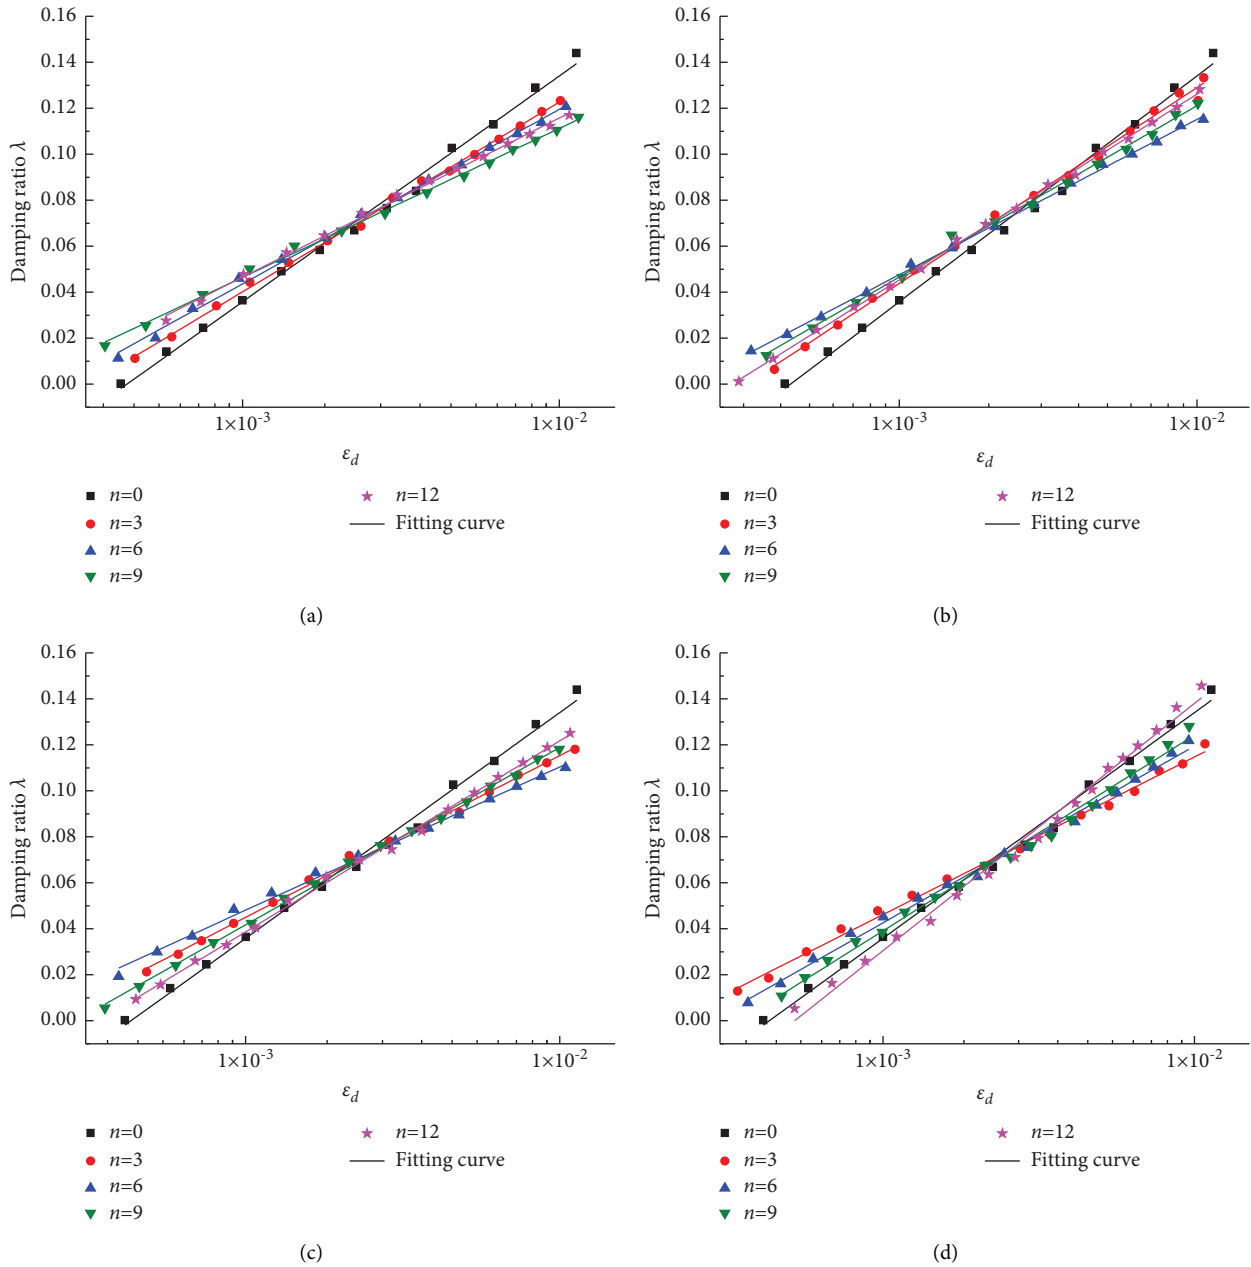 0.16
0.14
0.12
0.10
0.08
0.06
0.04
0.02
0.00
Damping ratio λ
1×10⁻³ 1×10⁻²
ε_d
n=0 n=12
n=3 Fitting curve
n=6
n=9
(a)
0.16
0.14
0.12
0.10
0.08
0.06
0.04
0.02
0.00
Damping ratio λ
1×10⁻³ 1×10⁻²
ε_d
n=0 n=12
n=3 Fitting curve
n=6
n=9
(b)
0.16
0.14
0.12
0.10
0.08
0.06
0.04
0.02
0.00
Damping ratio λ
1×10⁻³ 1×10⁻²
ε_d
n=0 n=12
n=3 Fitting curve
n=6
n=9
(c)
0.16
0.14
0.12
0.10
0.08
0.06
0.04
0.02
0.00
Damping ratio λ
1×10⁻³ 1×10⁻²
ε_d
n=0 n=12
n=3 Fitting curve
n=6
n=9
(d)